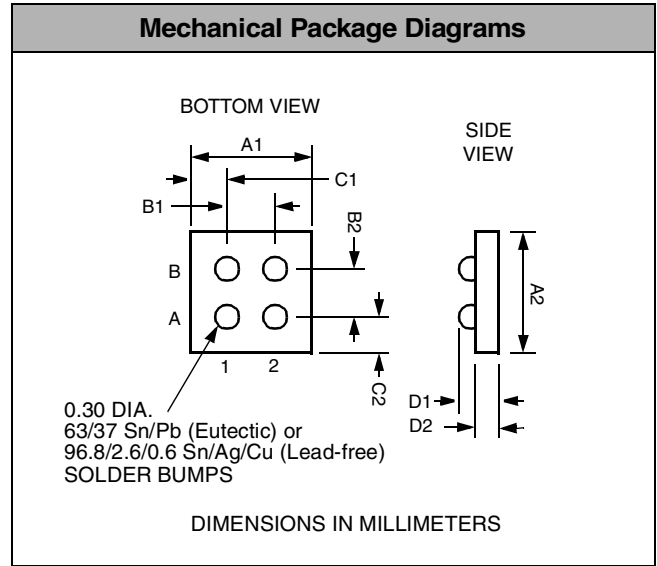 Mechanical Package Diagrams
BOTTOM VIEW
SIDE
VIEW
A1
C1
B1
B2
B
A
A2
1
2
C2
D1
D2
0.30 DIA.
63/37 Sn/Pb (Eutectic) or
96.8/2.6/0.6 Sn/Ag/Cu (Lead-free)
SOLDER BUMPS
DIMENSIONS IN MILLIMETERS